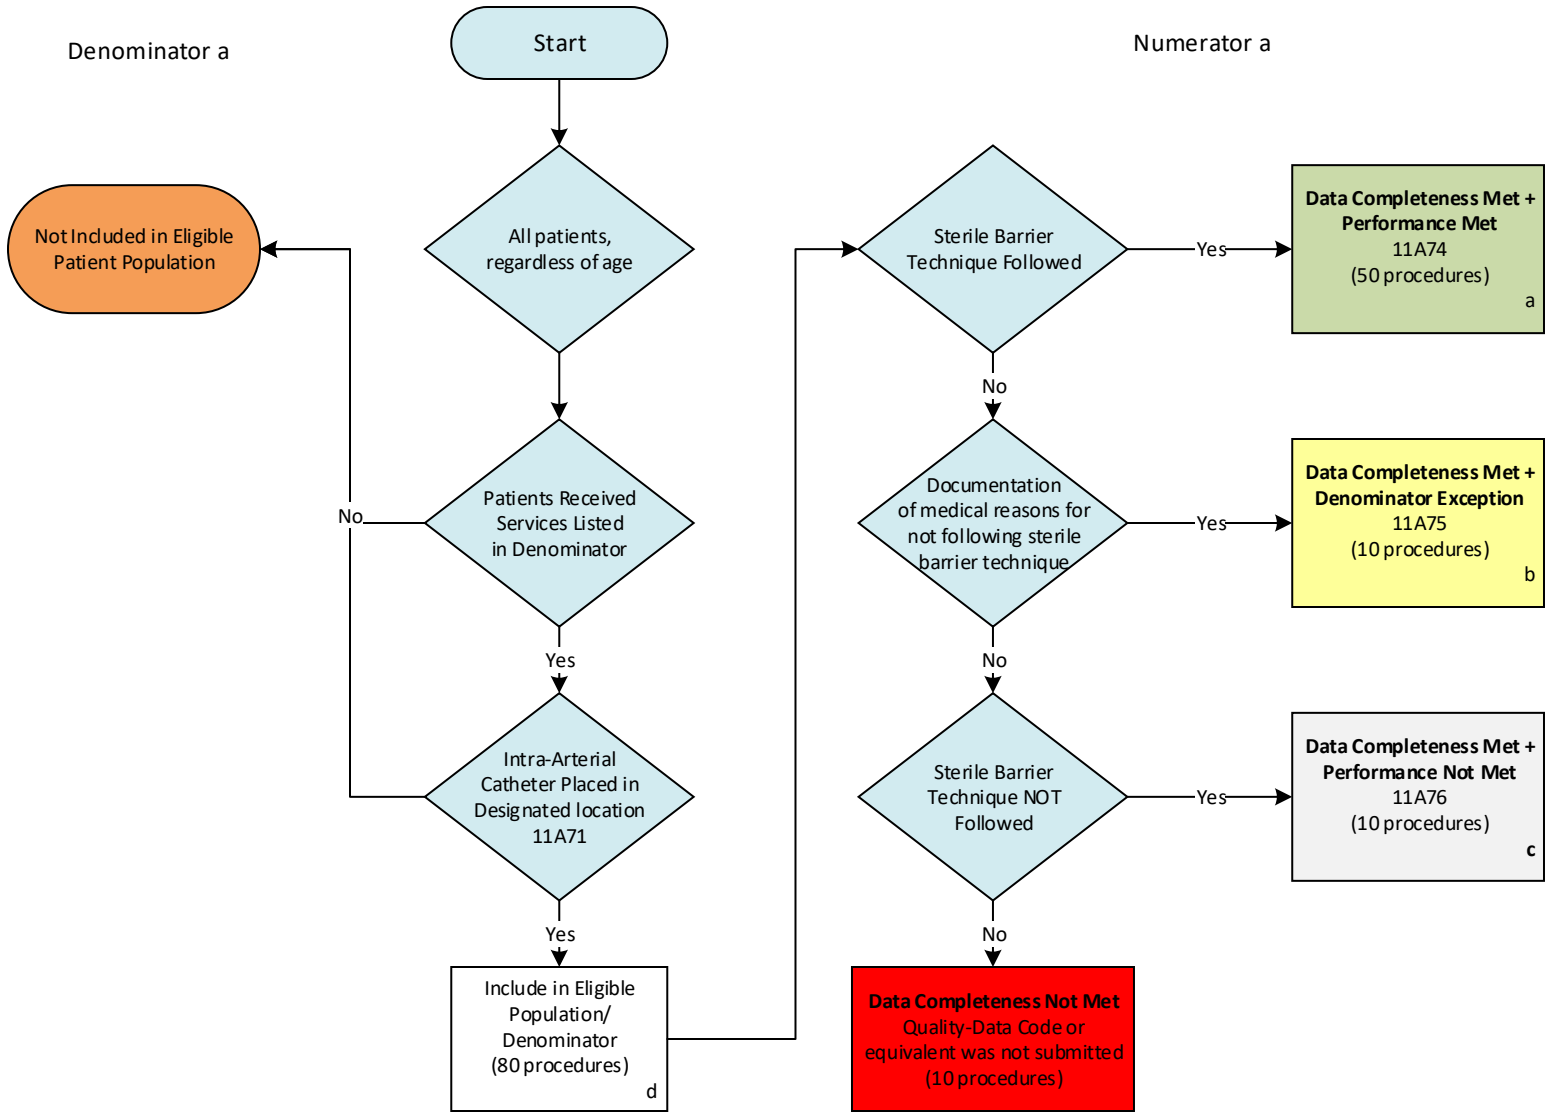 Denominator a
Start
Numerator a
All patients,
regardless of age
Not Included in Eligible
Patient Population
Patients Received
Services Listed
in Denominator
No
Yes
Intra-Arterial
Catheter Placed in
Designated location
11A71
Yes
Include in Eligible
Population/
Denominator
(80 procedures)
d
Sterile Barrier
Technique Followed
Yes
Data Completeness Met +
Performance Met
11A74
(50 procedures)
a
No
Documentation
of medical reasons for
not following sterile
barrier technique
Yes
Data Completeness Met +
Denominator Exception
11A75
(10 procedures)
b
No
Sterile Barrier
Technique NOT
Followed
Yes
Data Completeness Met +
Performance Not Met
11A76
(10 procedures)
c
No
Data Completeness Not Met
Quality-Data Code or
equivalent was not submitted
(10 procedures)